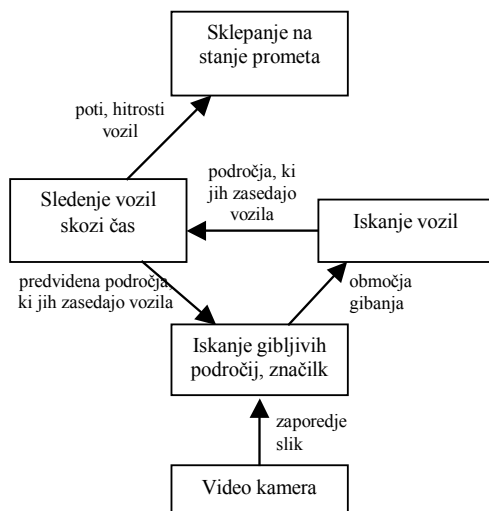 Sklepanje na
stanje prometa
poti, hitrosti
vozil
področja, ki
jih zasedajo
vozila
Sledenje vozil
skozi čas
Iskanje vozil
predvidena področja,
ki jih zasedajo vozila
območja
gibanja
Iskanje gibljivih
področij, značilk
zaporedje
slik
Video kamera